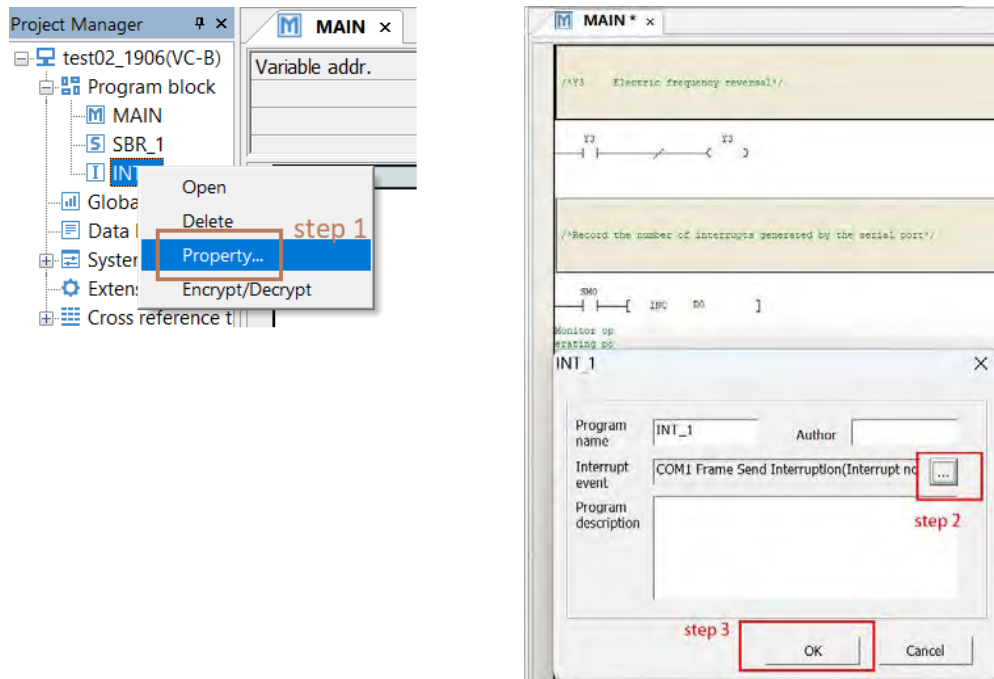 Project Manager
MAIN ×
test02_1906(VC-B)
Variable addr.
Program block
MAIN
SBR_1
INT
Open
Globa
Delete
step 1
Data
Property...
System
Exten
Encrypt/Decrypt
Cross reference t
MAIN * ×
/*Y3 Electric frequency reversal*/
Y3 Y3
/*Record the number of interrupts generated by the serial port*/
SM0
INC D0
Monitor op
erating po
INT_1
Program name
INT_1
Author
Interrupt event
COM1 Frame Send Interruption(Interrupt no
...
Program description
step 2
step 3
OK
Cancel